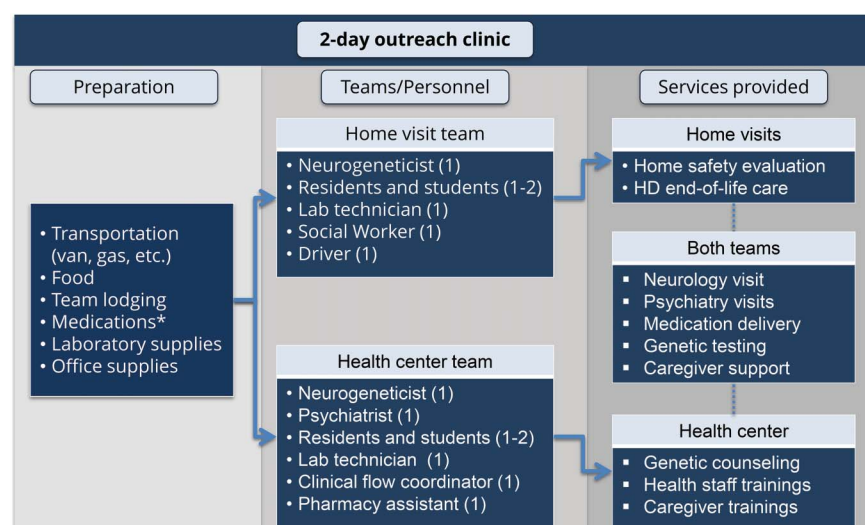 2-day outreach clinic
Preparation
• Transportation
(van, gas, etc.)
• Food
• Team lodging
• Medications*
• Laboratory supplies
• Office supplies
Teams/Personnel
Home visit team
• Neurogeneticist (1)
• Residents and students (1-2)
• Lab technician (1)
• Social Worker (1)
• Driver (1)
Health center team
• Neurogeneticist (1)
• Psychiatrist (1)
• Residents and students (1-2)
• Lab technician (1)
• Clinical flow coordinator (1)
• Pharmacy assistant (1)
Services provided
Home visits
• Home safety evaluation
• HD end-of-life care
Both teams
▪ Neurology visit
▪ Psychiatry visits
▪ Medication delivery
▪ Genetic testing
▪ Caregiver support
Health center
▪ Genetic counseling
▪ Health staff trainings
▪ Caregiver trainings